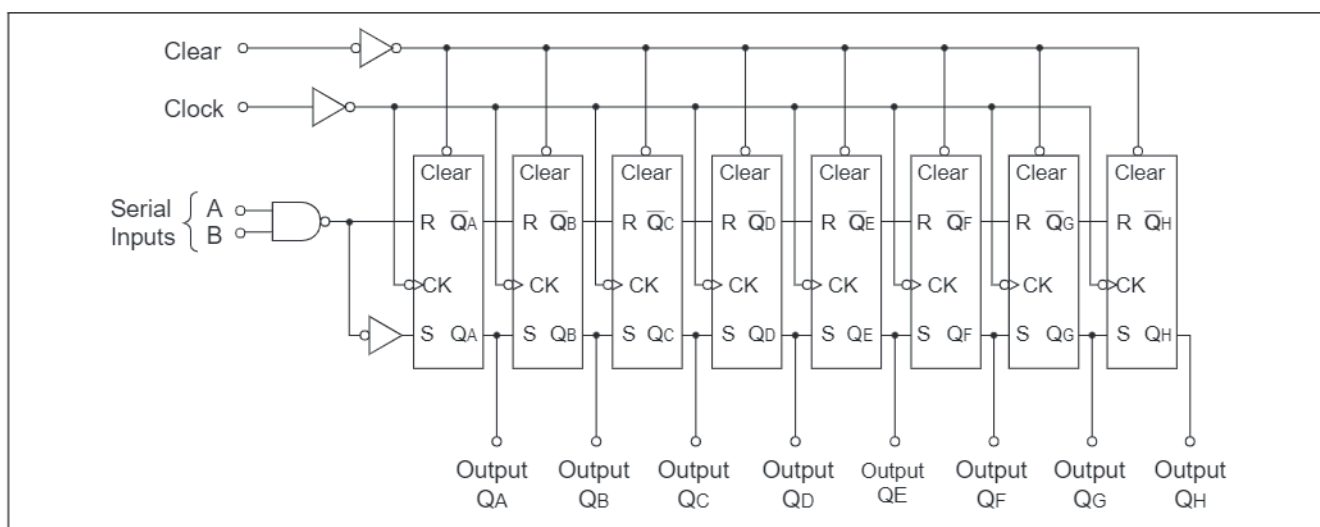 Clear
Clock
Serial
Inputs
A
B
Clear Clear Clear Clear Clear Clear Clear Clear
R Q̅A R Q̅B R Q̅C R Q̅D R Q̅E R Q̅F R Q̅G R Q̅H
CK CK CK CK CK CK CK CK
S QA S QB S QC S QD S QE S QF S QG S QH
Output Output Output Output Output Output Output Output
QA QB QC QD QE QF QG QH